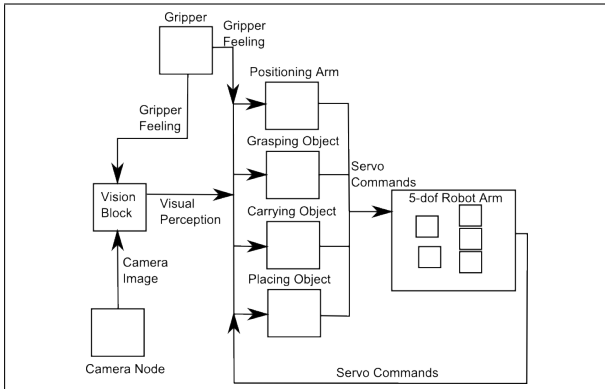 Gripper
Gripper
Feeling
Positioning Arm
Gripper
Feeling
Grasping Object
Servo
Commands
5-dof Robot Arm
Vision
Block
Visual
Perception
Carrying Object
Camera
Image
Placing Object
Camera Node
Servo Commands